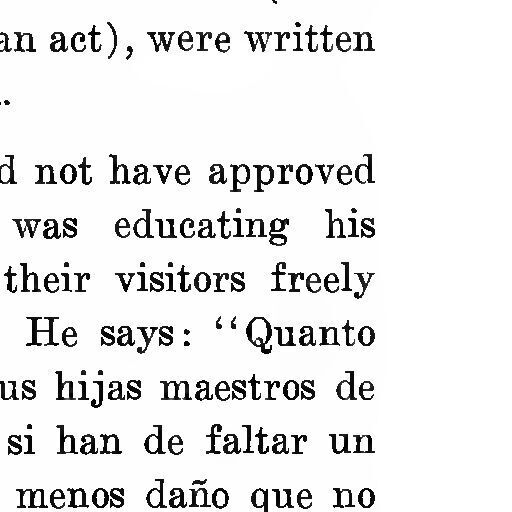 an act), were written
..
d not have approved
was educating his
their visitors freely
He says: “Quanto
us hijas maestros de
si han de faltar un
menos daño que no